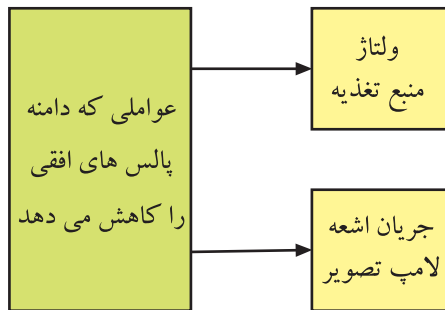 عواملی که دامنه
پالس های افقی
را کاهش می دهد
ولتاژ
منبع تغذیه
جریان اشعه
لامپ تصویر